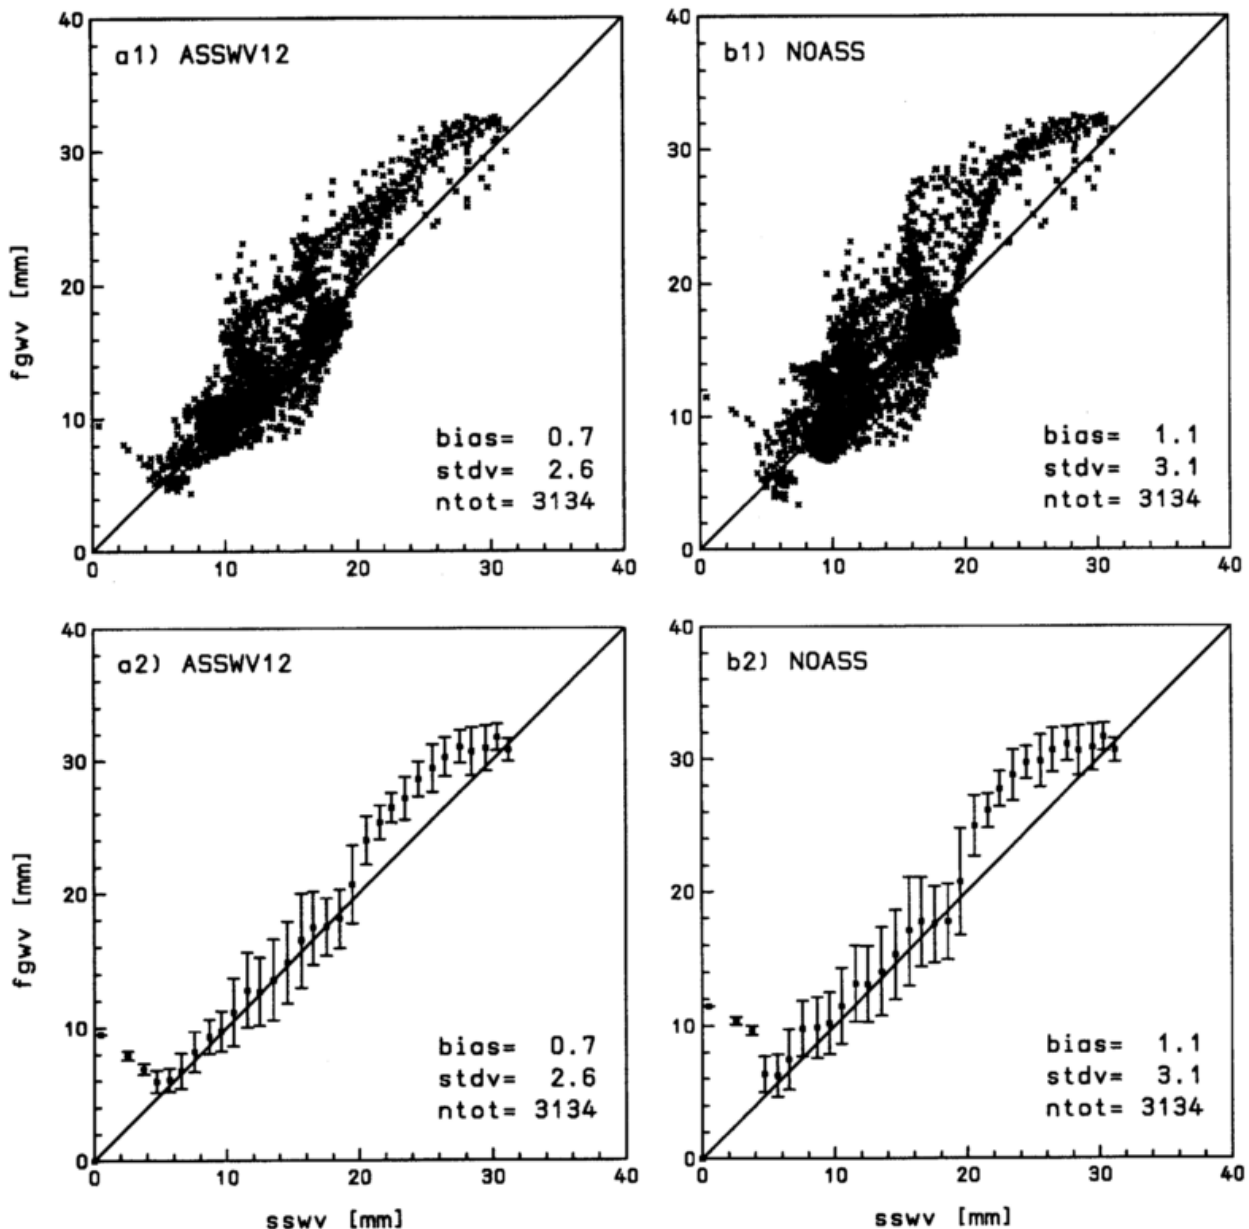 40
30
20
10
0
fgwv [mm]
a1) ASSWV12
bias= 0.7
stdv= 2.6
ntot= 3134
0 10 20 30 40
40
30
20
10
0
b1) NOASS
bias= 1.1
stdv= 3.1
ntot= 3134
0 10 20 30 40
40
30
20
10
0
fgwv [mm]
a2) ASSWV12
bias= 0.7
stdv= 2.6
ntot= 3134
0 10 20 30 40
sswv [mm]
40
30
20
10
0
b2) NOASS
bias= 1.1
stdv= 3.1
ntot= 3134
0 10 20 30 40
sswv [mm]